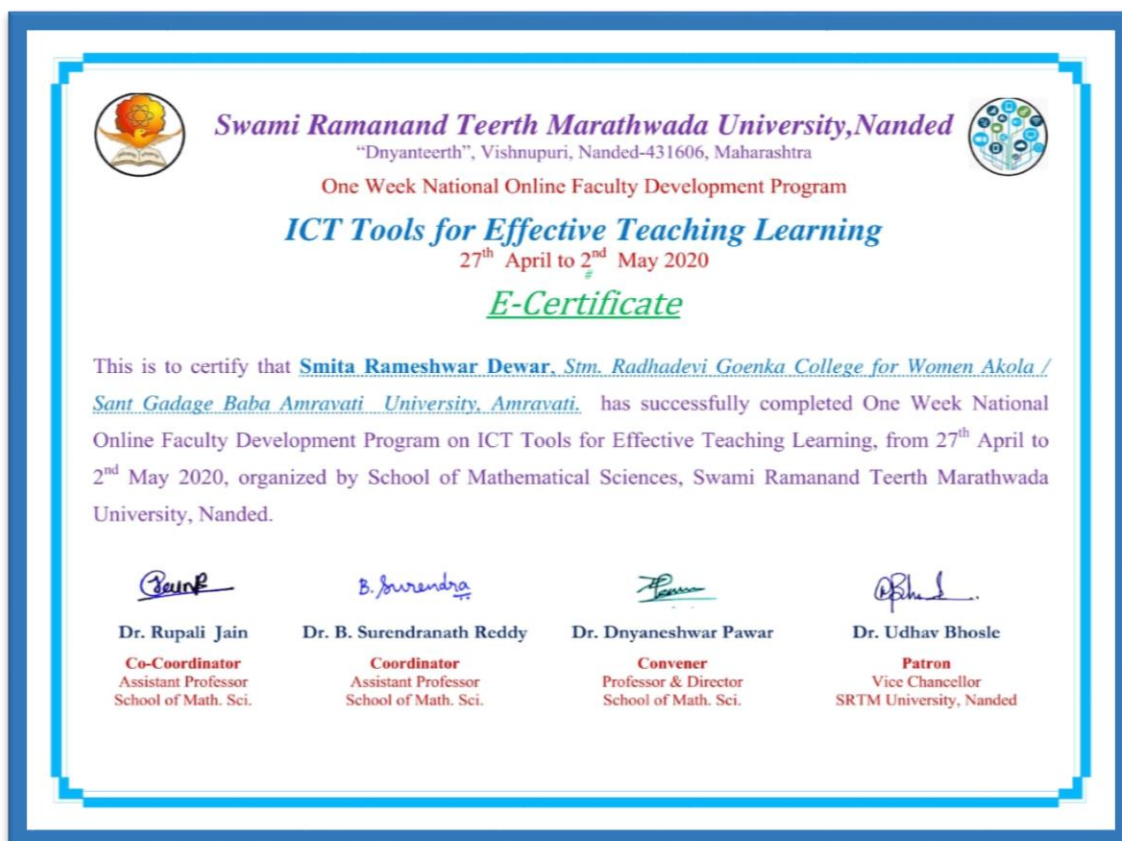 Swami Ramanand Teerth Marathwada University,Nanded
“Dnyanteerth”, Vishnupuri, Nanded-431606, Maharashtra
One Week National Online Faculty Development Program
ICT Tools for Effective Teaching Learning
27th April to 2nd May 2020
#
E-Certificate
This is to certify that Smita Rameshwar Dewar, Stm. Radhadevi Goenka College for Women Akola /
Sant Gadage Baba Amravati University, Amravati. has successfully completed One Week National
Online Faculty Development Program on ICT Tools for Effective Teaching Learning, from 27th April to
2nd May 2020, organized by School of Mathematical Sciences, Swami Ramanand Teerth Marathwada
University, Nanded.
B. Surendra
Dr. Rupali Jain Dr. B. Surendranath Reddy Dr. Dnyaneshwar Pawar Dr. Udhav Bhosle
Co-Coordinator Coordinator Convener Patron
Assistant Professor Assistant Professor Professor & Director Vice Chancellor
School of Math. Sci. School of Math. Sci. School of Math. Sci. SRTM University, Nanded